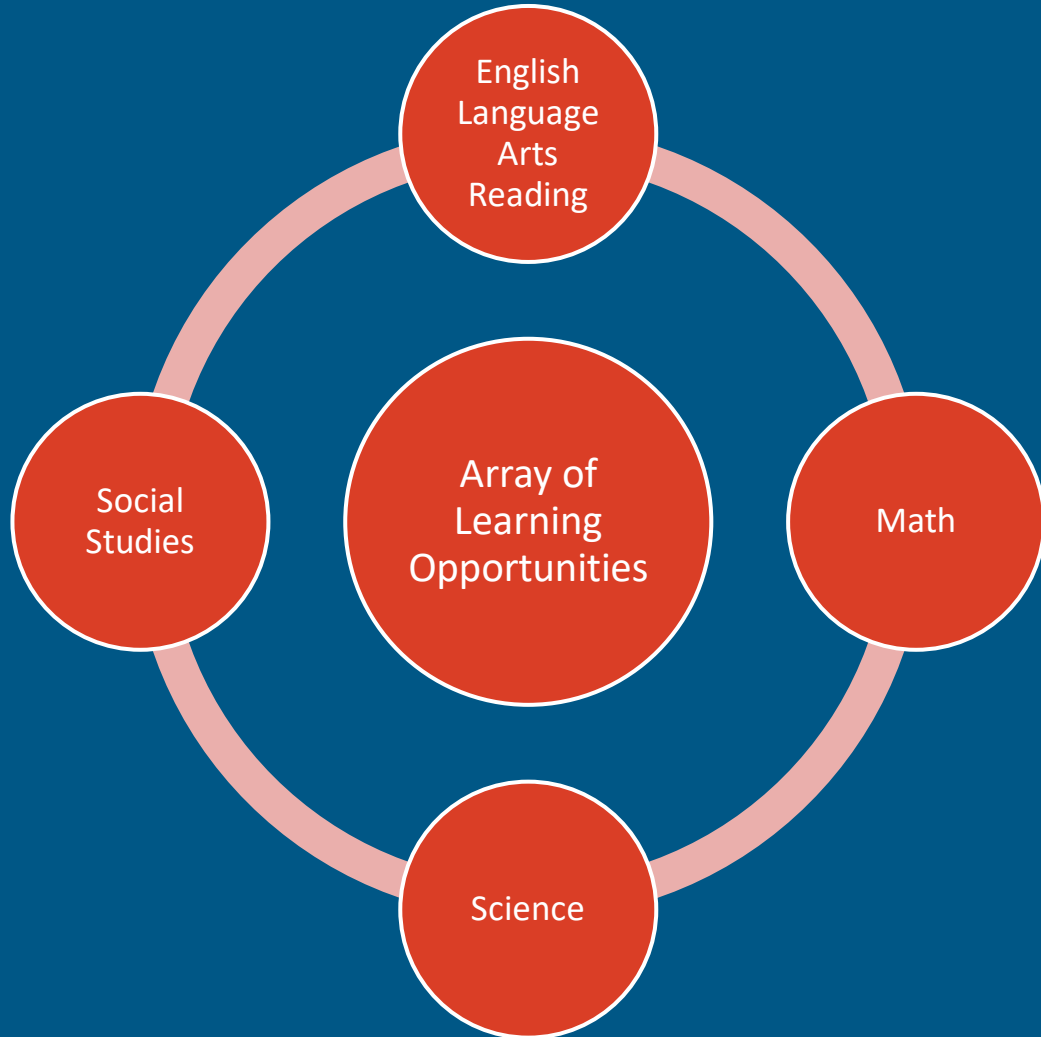 English
Language
Arts
Reading
Array of
Learning
Opportunities
Social
Studies
Math
Science